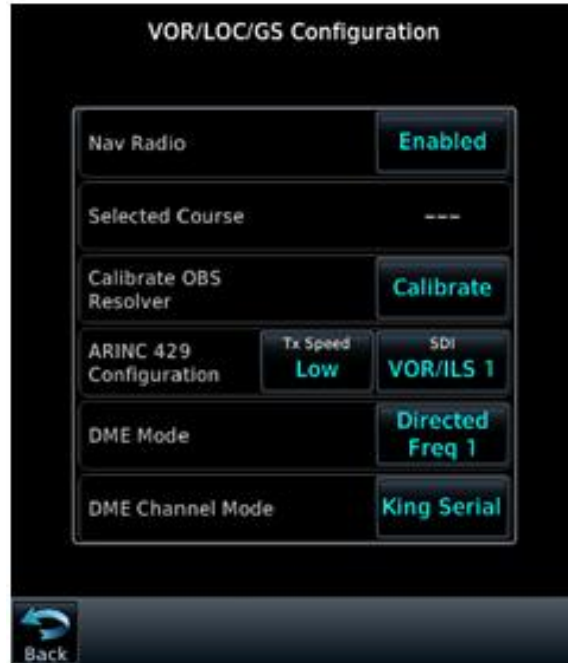 VOR/LOC/GS Configuration
Nav Radio
Enabled
Selected Course
---
Calibrate OBS
Resolver
Calibrate
ARINC 429
Configuration
Tx Speed
Low
SDI
VOR/ILS 1
DME Mode
Directed
Freq 1
DME Channel Mode
King Serial
Back